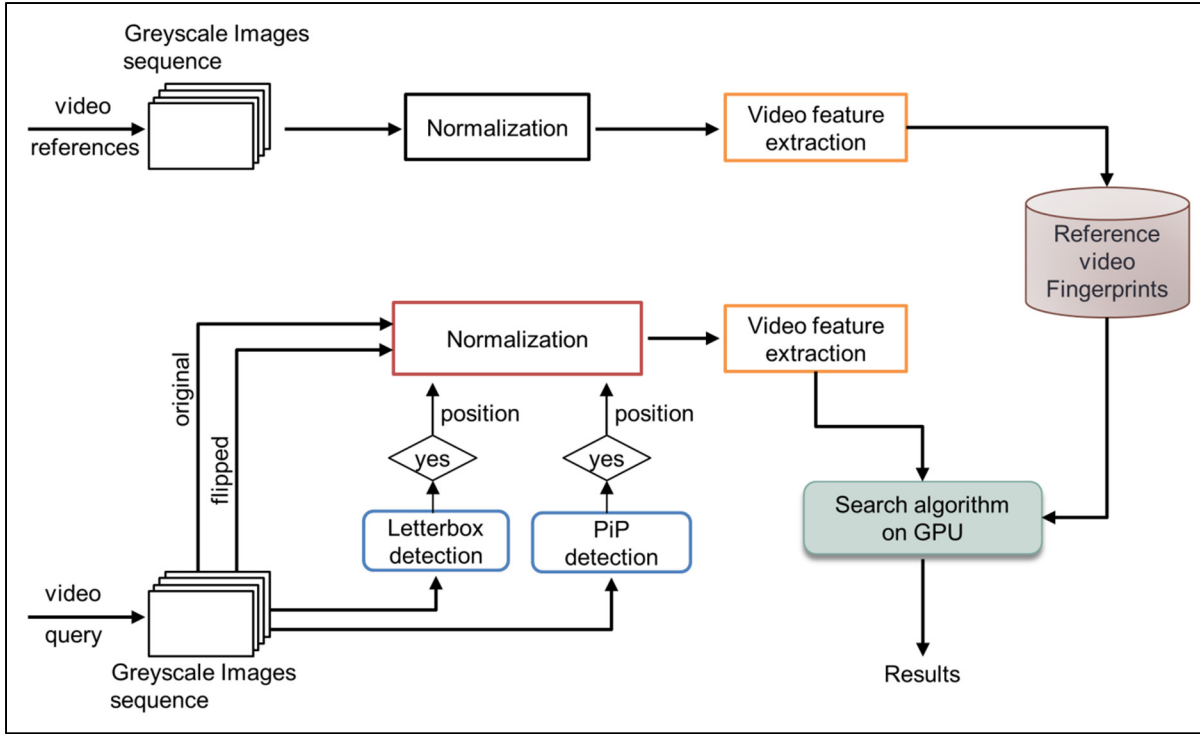 Greyscale Images
sequence
video
references
Normalization
Video feature
extraction
Reference
video
Fingerprints
original
flipped
Normalization
Video feature
extraction
position
position
yes
yes
Letterbox
detection
PiP
detection
Search algorithm
on GPU
video
query
Greyscale Images
sequence
Results